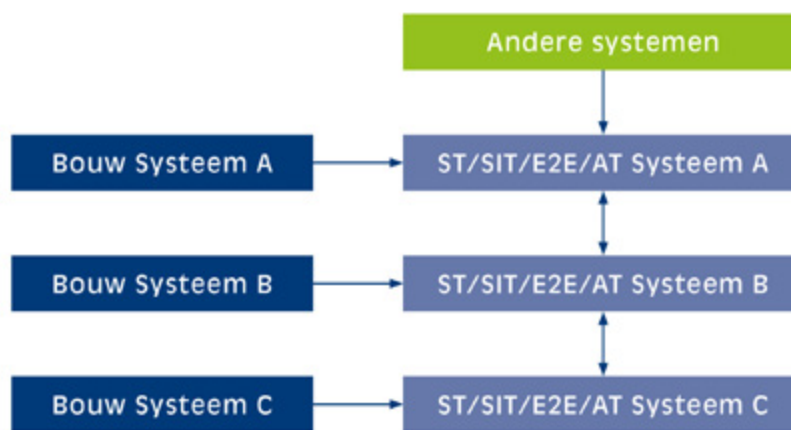 Andere systemen
Bouw Systeem A
ST/SIT/E2E/AT Systeem A
Bouw Systeem B
ST/SIT/E2E/AT Systeem B
Bouw Systeem C
ST/SIT/E2E/AT Systeem C